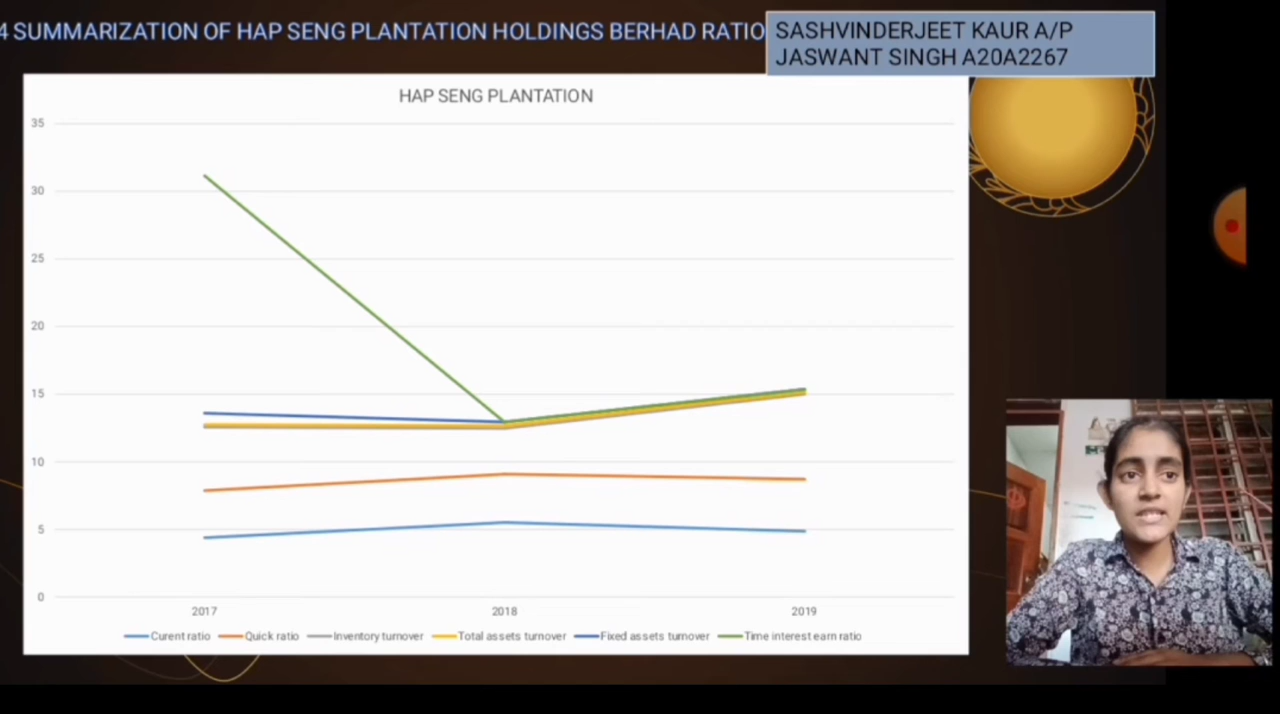 4 SUMMARIZATION OF HAP SENG PLANTATION HOLDINGS BERHAD RATIO
SASHVINDERJEET KAUR A/P
JASWANT SINGH A20A2267
HAP SENG PLANTATION
35
30
25
20
15
10
5
0
2017 2018 2019
Curent ratio Quick ratio Inventory turnover Total assets turnover Fixed assets turnover Time interest earn ratio